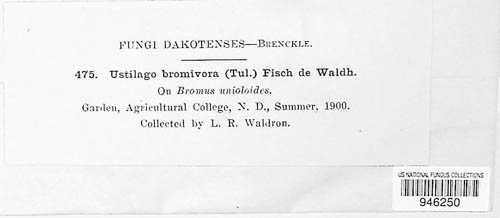 FUNGI DAKOTENSES—BRENCKLE.
475. Ustilago bromivora (Tul.) Fisch de Waldh.
On Bromus unioloides.
Garden, Agricultural College, N. D., Summer, 1900.
Collected by L. R. Waldron.
US NATIONAL FUNGUS COLLECTIONS
946250